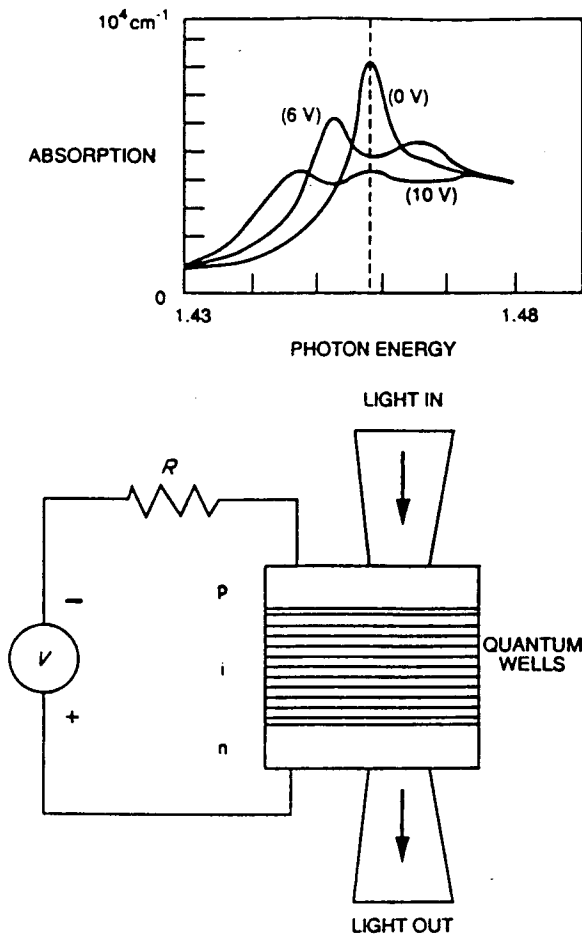 10⁴cm⁻¹
(0 V)
(6 V)
ABSORPTION
(10 V)
0
1.43
1.48
PHOTON ENERGY
LIGHT IN
R
p
−
QUANTUM
WELLS
V
i
+
n
LIGHT OUT